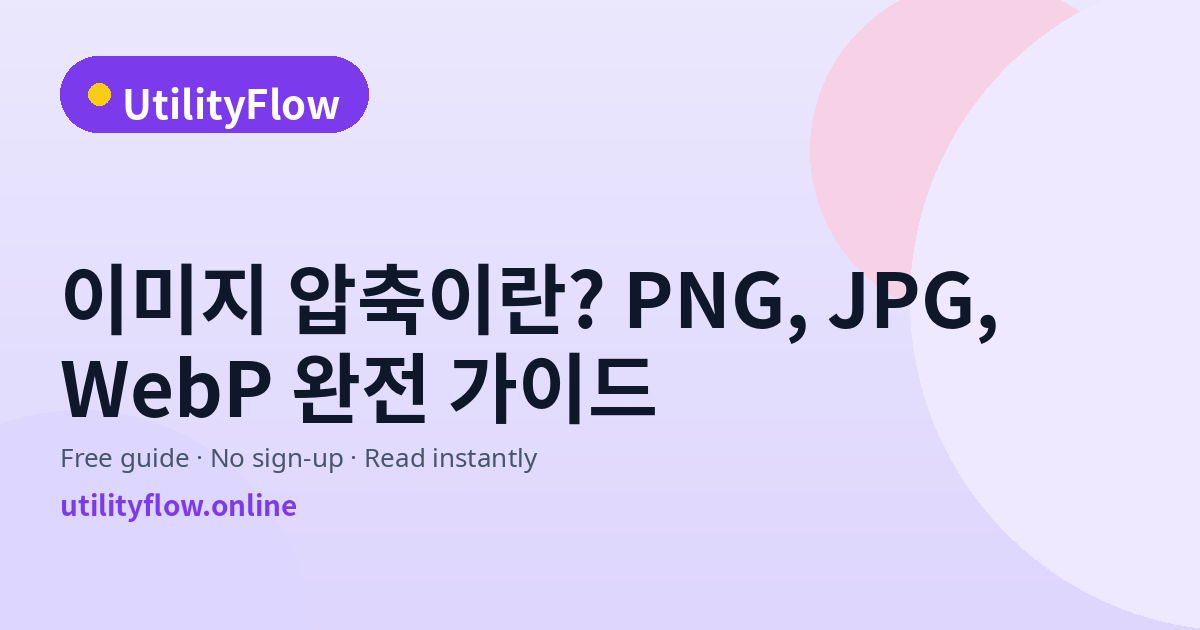 UtilityFlow
이미지 압축이란? PNG, JPG,
WebP 완전 가이드
Free guide · No sign-up · Read instantly
utilityflow.online